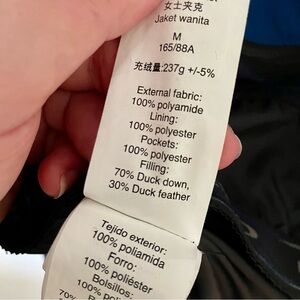 女士夹克
Jaket wanita
M
165/88A
充绒量:237g +/-5%
External fabric:
100% polyamide
Lining:
100% polyester
Pockets:
100% polyester
Filling:
70% Duck down,
30% Duck feather
Tejido exterior:
100% poliamida
Forro:
100% poliéster
Bolsillos:
70%